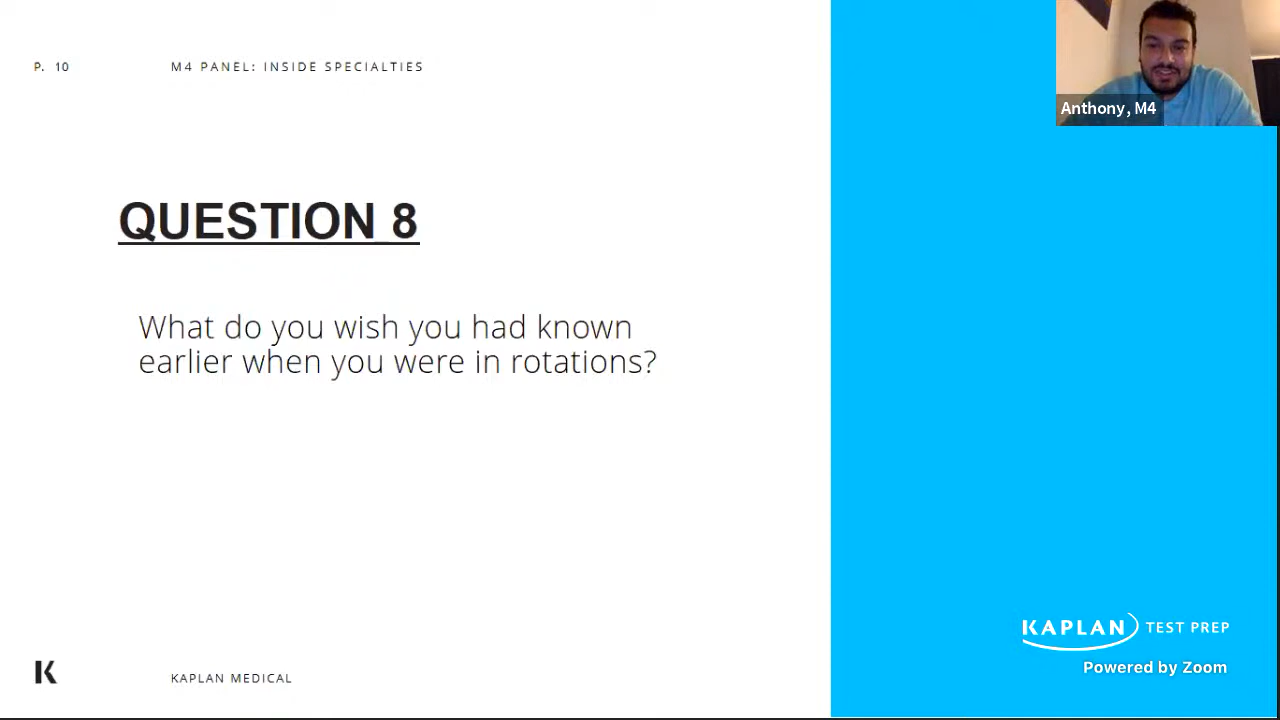 P. 10 M4 PANEL: INSIDE SPECIALTIES
Anthony, M4
QUESTION 8
What do you wish you had known
earlier when you were in rotations?
KAPLAN TEST PREP
Powered by Zoom
K KAPLAN MEDICAL